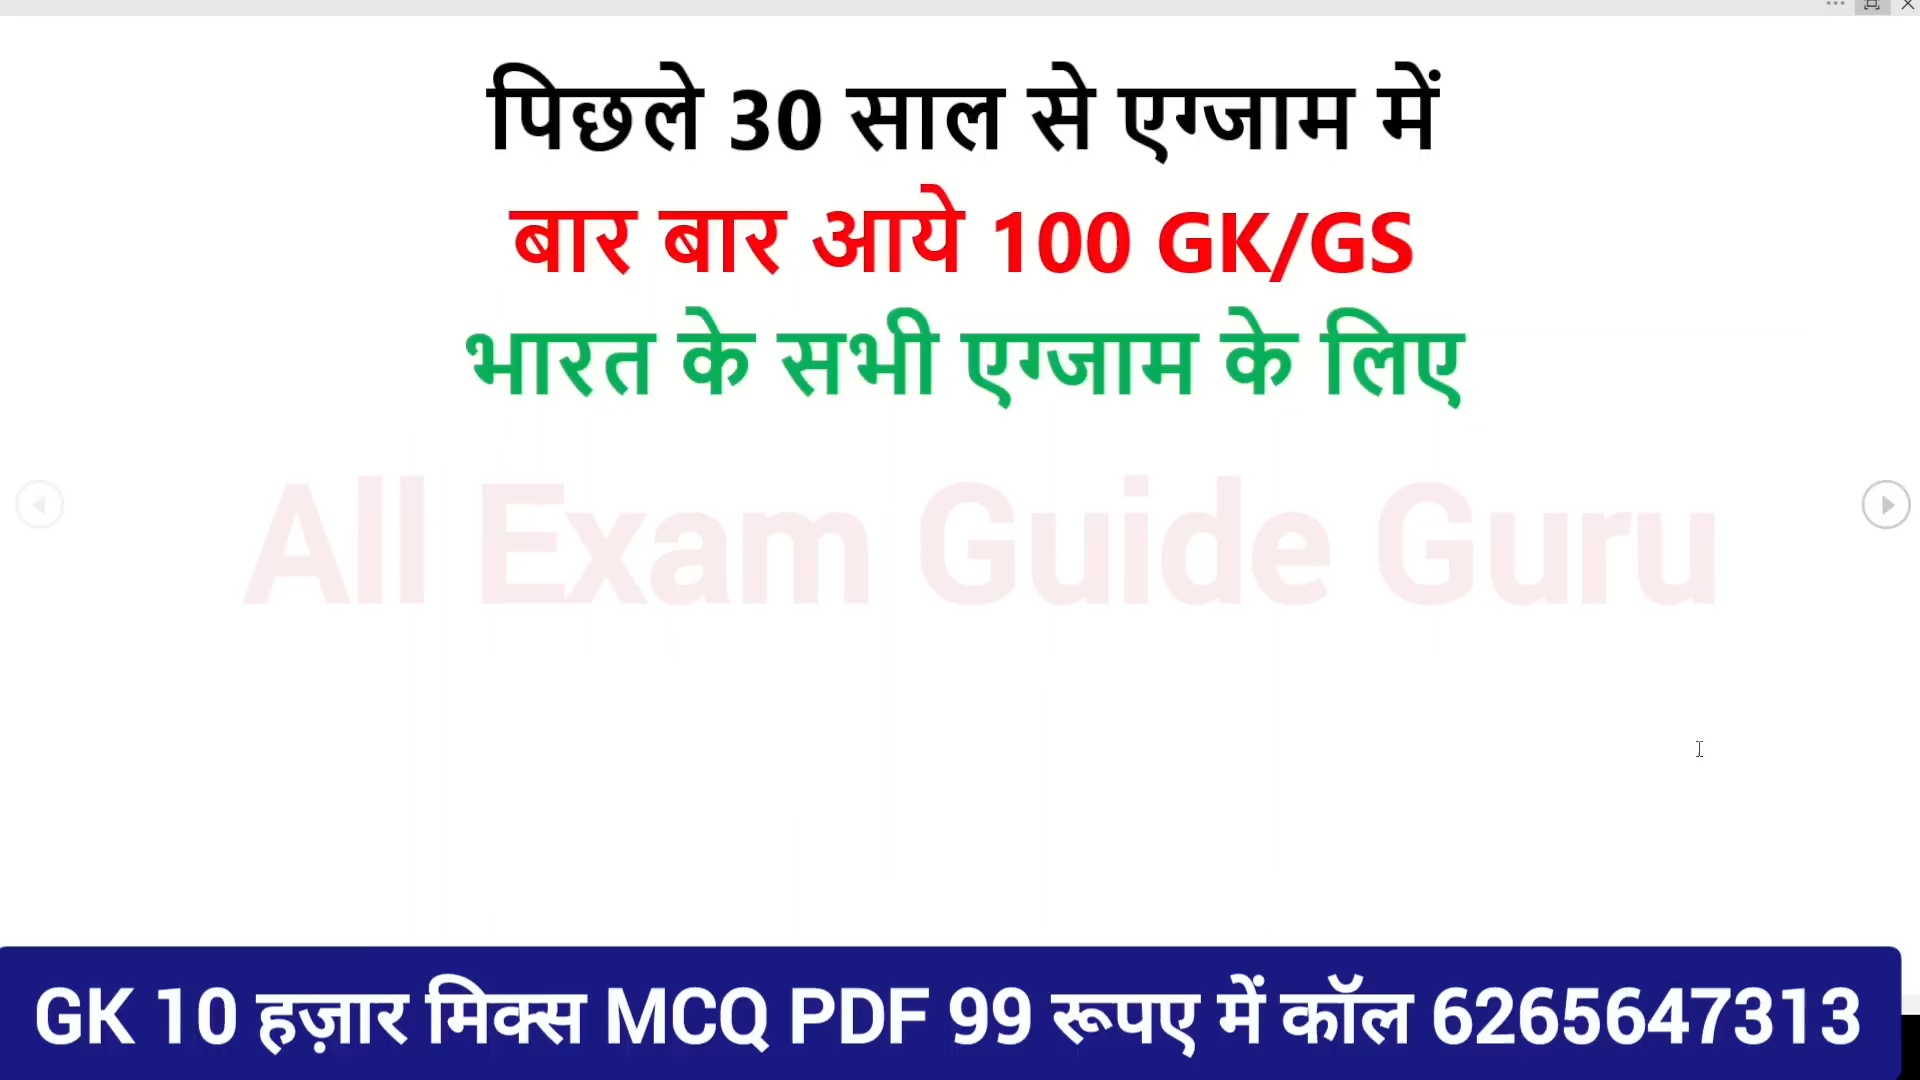 पिछले 30 साल से एग्जाम में
बार बार आये 100 GK/GS
भारत के सभी एग्जाम के लिए
All Exam Guide Guru
GK 10 हज़ार मिक्स MCQ PDF 99 रूपए में कॉल 6265647313